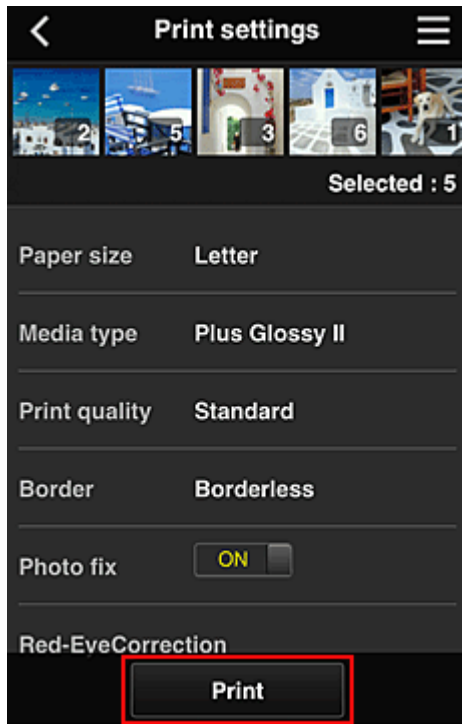 Print settings
2 5 3 6 1
Selected : 5
Paper size Letter
Media type Plus Glossy II
Print quality Standard
Border Borderless
Photo fix ON
Red-EyeCorrection
Print